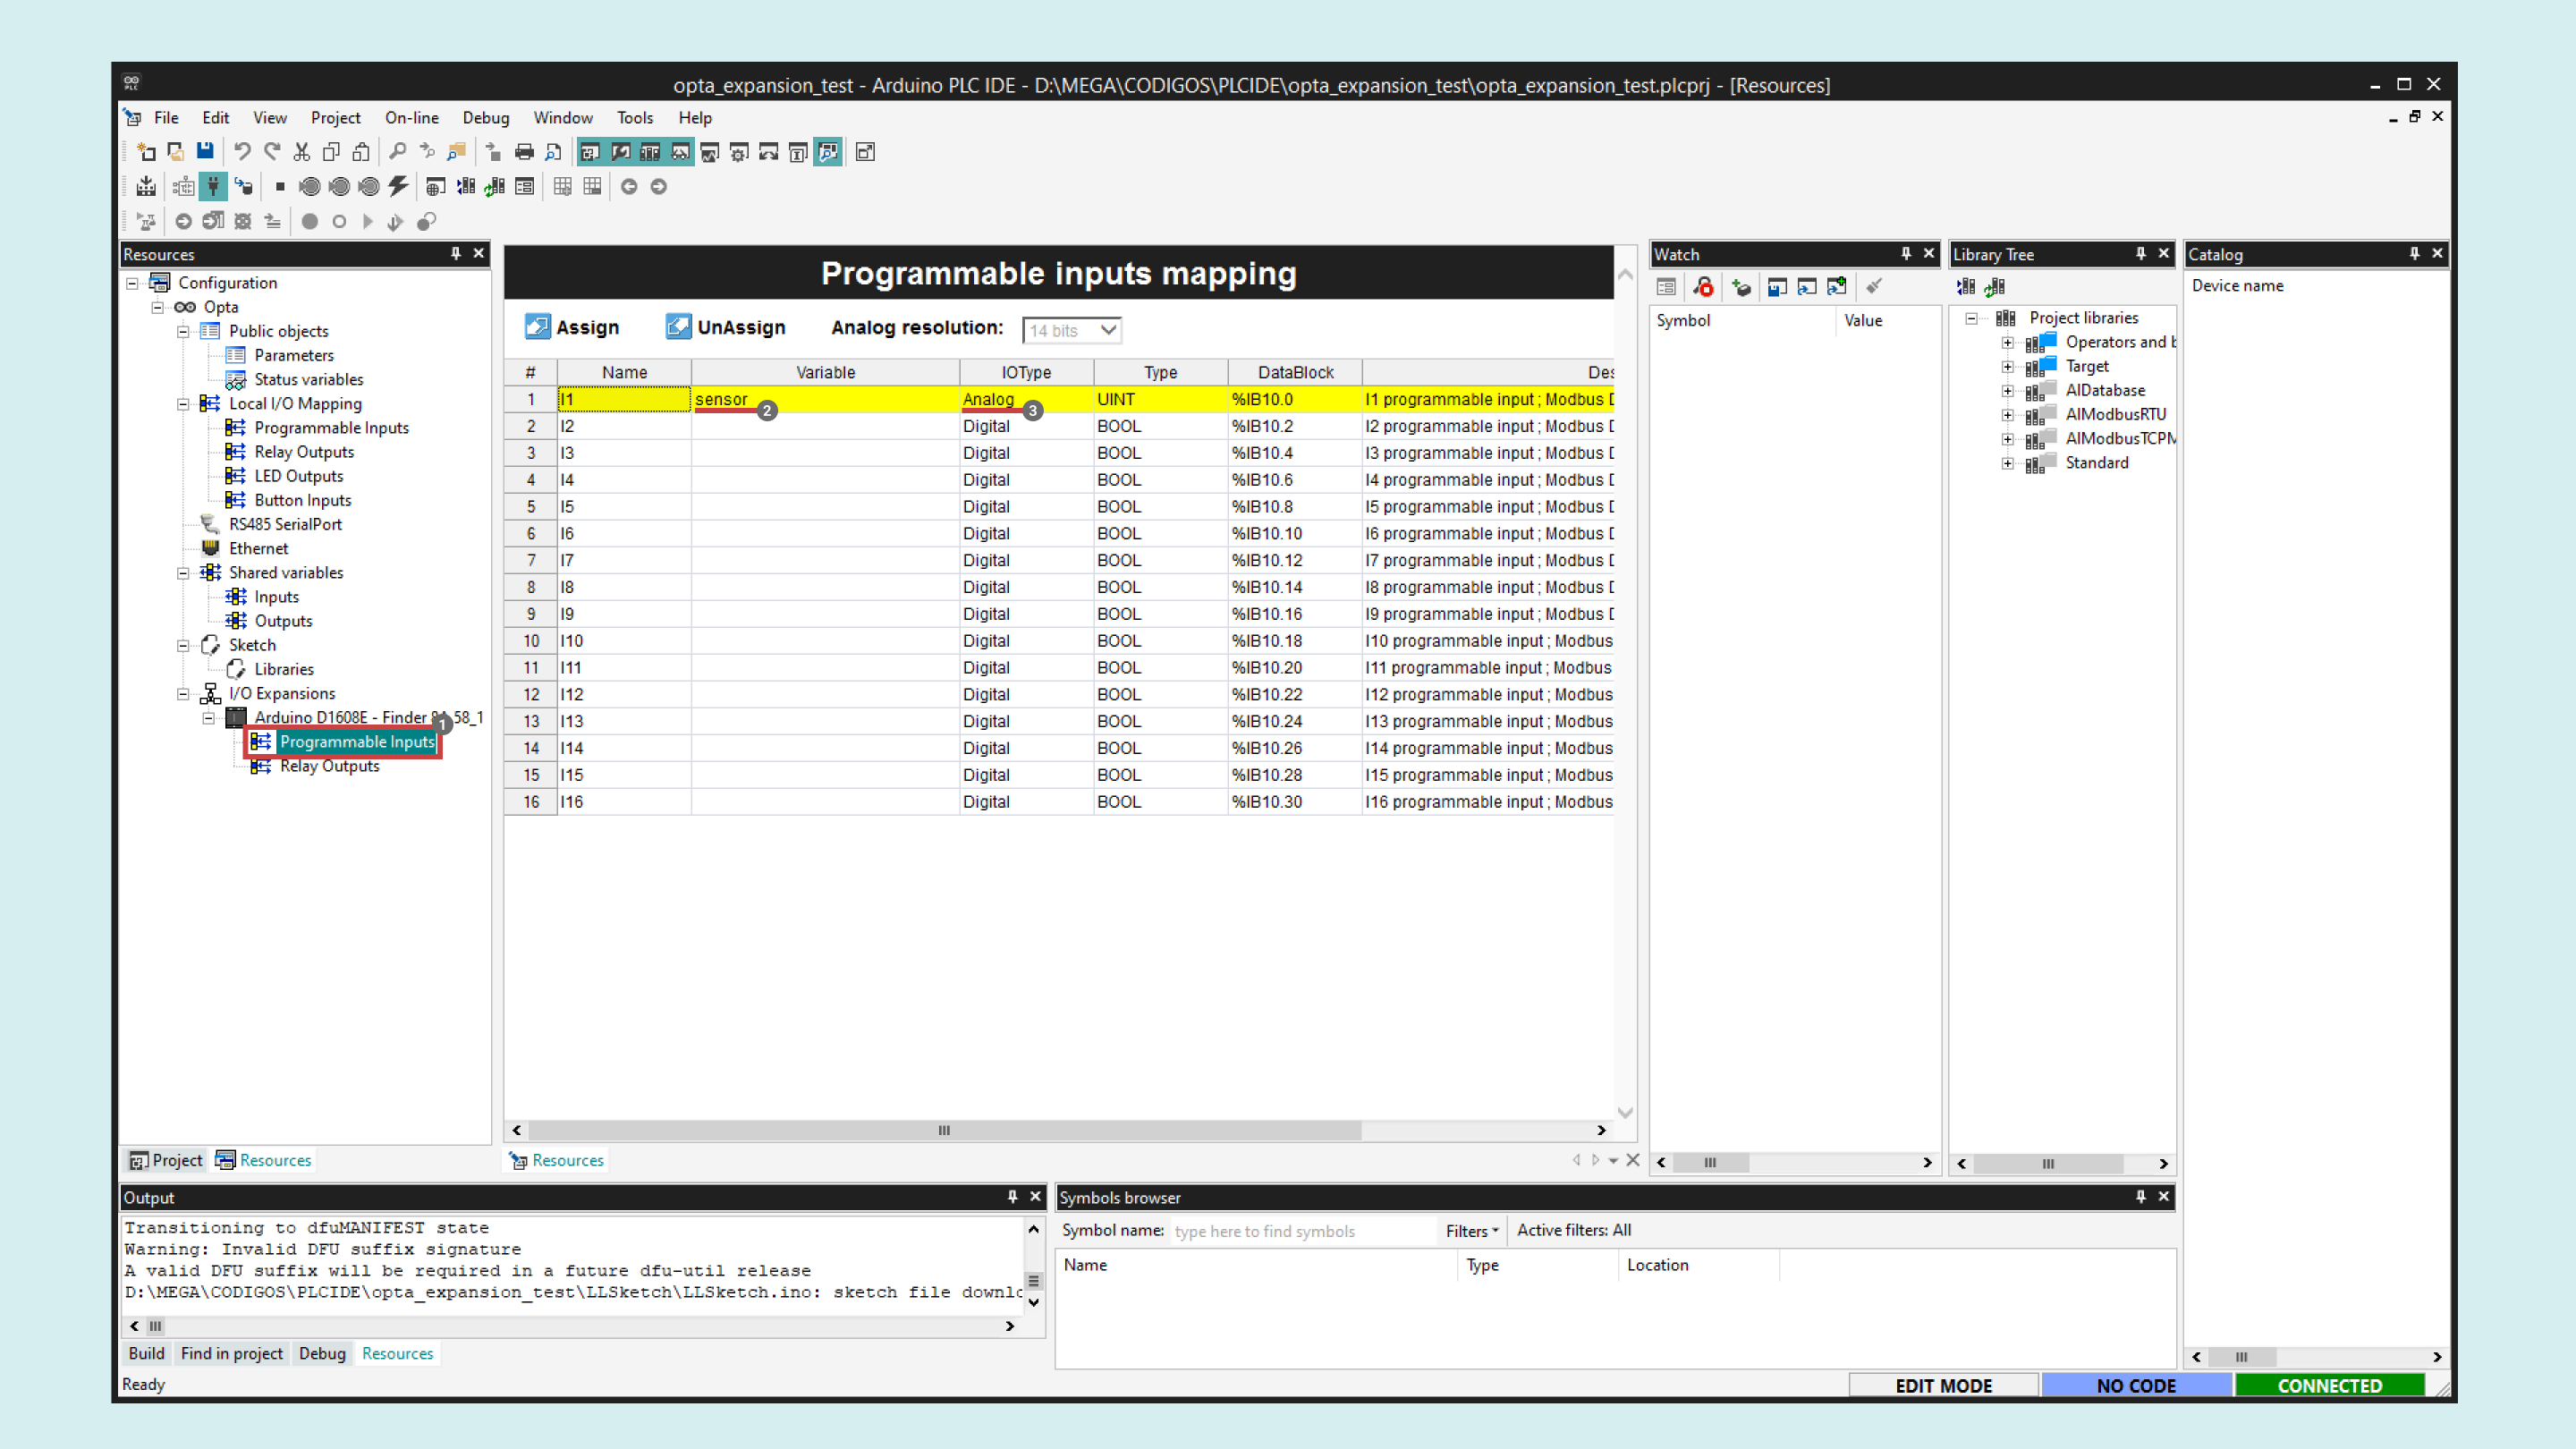 opta_expansion_test - Arduino PLC IDE - D:\MEGA\CODIGOS\PLCIDE\opta_expansion_test\opta_expansion_test.plcprj - [Resources]
File Edit View Project On-line Debug Window Tools Help
Resources
Configuration
Opta
Public objects
Parameters
Status variables
Local I/O Mapping
Programmable Inputs
Relay Outputs
LED Outputs
Button Inputs
RS485 SerialPort
Ethernet
Shared variables
Inputs
Outputs
Sketch
Libraries
I/O Expansions
Arduino D1608E - Finder 58_1
1
Programmable Inputs
Relay Outputs
Project Resources
Programmable inputs mapping
Assign UnAssign Analog resolution: 14 bits
# Name Variable IOType Type DataBlock Des
1 I1 sensor 2 Analog 3 UINT %IB10.0 I1 programmable input ; Modbus D
2 I2 Digital BOOL %IB10.2 I2 programmable input ; Modbus D
3 I3 Digital BOOL %IB10.4 I3 programmable input ; Modbus D
4 I4 Digital BOOL %IB10.6 I4 programmable input ; Modbus D
5 I5 Digital BOOL %IB10.8 I5 programmable input ; Modbus D
6 I6 Digital BOOL %IB10.10 I6 programmable input ; Modbus D
7 I7 Digital BOOL %IB10.12 I7 programmable input ; Modbus D
8 I8 Digital BOOL %IB10.14 I8 programmable input ; Modbus D
9 I9 Digital BOOL %IB10.16 I9 programmable input ; Modbus D
10 I10 Digital BOOL %IB10.18 I10 programmable input ; Modbus
11 I11 Digital BOOL %IB10.20 I11 programmable input ; Modbus
12 I12 Digital BOOL %IB10.22 I12 programmable input ; Modbus
13 I13 Digital BOOL %IB10.24 I13 programmable input ; Modbus
14 I14 Digital BOOL %IB10.26 I14 programmable input ; Modbus
15 I15 Digital BOOL %IB10.28 I15 programmable input ; Modbus
16 I16 Digital BOOL %IB10.30 I16 programmable input ; Modbus
Resources
Watch
Symbol Value
Library Tree
Project libraries
Operators and b
Target
AlDatabase
AlModbusRTU
AlModbusTCPM
Standard
Catalog
Device name
Output
Transitioning to dfuMANIFEST state
Warning: Invalid DFU suffix signature
A valid DFU suffix will be required in a future dfu-util release
D:\MEGA\CODIGOS\PLCIDE\opta_expansion_test\LLSketch\LLSketch.ino: sketch file downlo
Build Find in project Debug Resources
Symbols browser
Symbol name: type here to find symbols Filters Active filters: All
Name Type Location
Ready EDIT MODE NO CODE CONNECTED